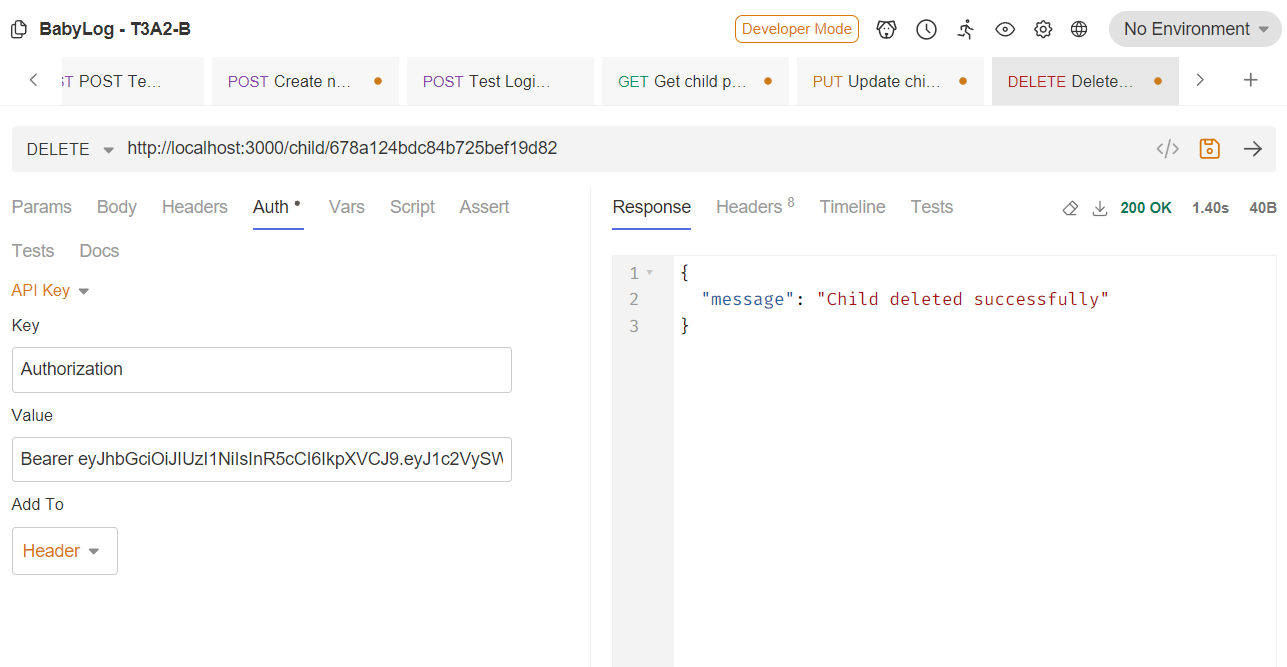 BabyLog - T3A2-B
Developer Mode
No Environment
ST POST Te...
POST Create n...
POST Test Logi...
GET Get child p...
PUT Update chi...
DELETE Delete...
DELETE http://localhost:3000/child/678a124bdc84b725bef19d82
</>
Params Body Headers Auth Vars Script Assert
Tests Docs
API Key
Key
Authorization
Value
Bearer eyJhbGciOiJIUzI1NiIsInR5cCI6IkpXVCJ9.eyJ1c2VySW
Add To
Header
Response Headers 8 Timeline Tests
200 OK 1.40s 40B
1 {
2 "message": "Child deleted successfully"
3 }